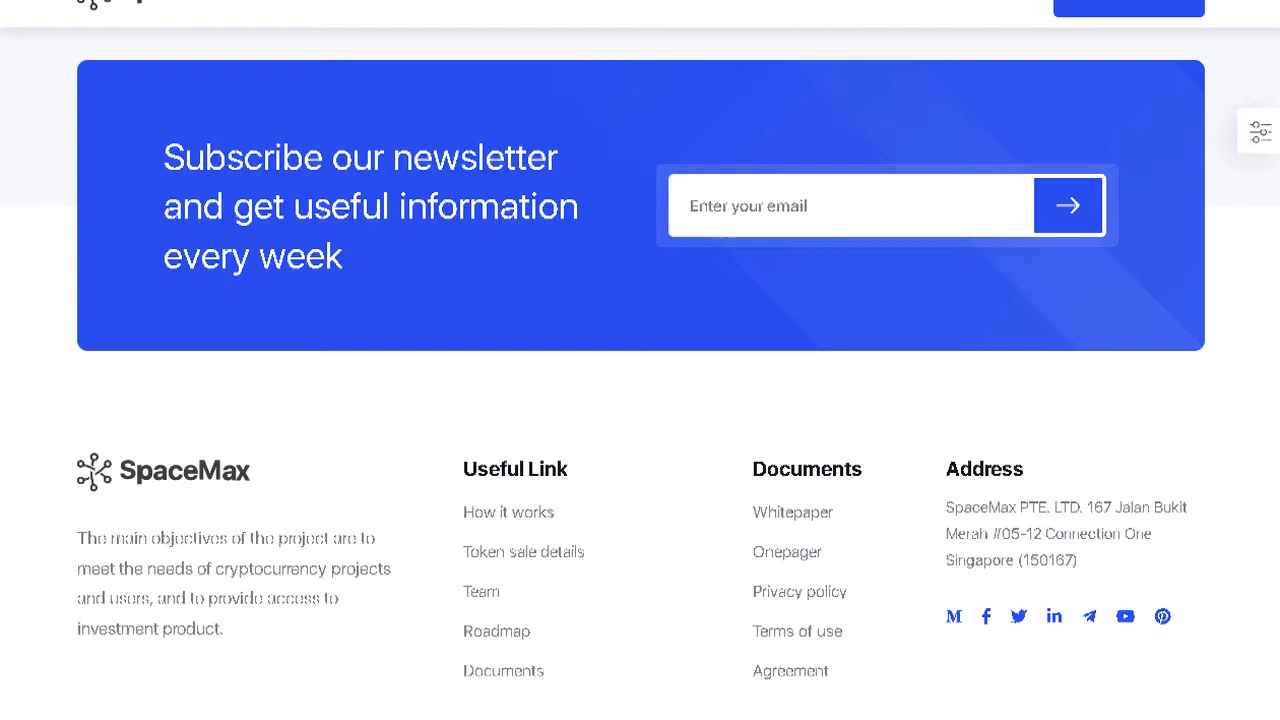 Subscribe our newsletter
and get useful information
every week
Enter your email
SpaceMax
The main objectives of the project are to
meet the needs of cryptocurrency projects
and users, and to provide access to
investment product.
Useful Link
How it works
Token sale details
Team
Roadmap
Documents
Documents
Whitepaper
Onepager
Privacy policy
Terms of use
Agreement
Address
SpaceMax PTE. LTD. 167 Jalan Bukit
Merah #05-12 Connection One
Singapore (150167)